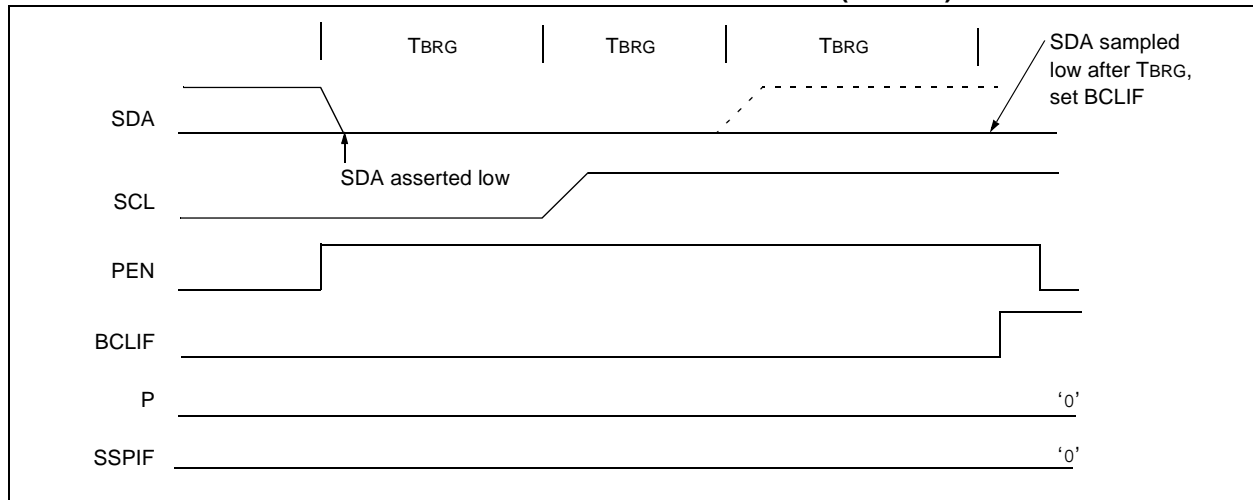 TBRG TBRG TBRG
SDA sampled
low after TBRG,
set BCLIF
SDA
SDA asserted low
SCL
PEN
BCLIF
P
‘0’
SSPIF
‘0’